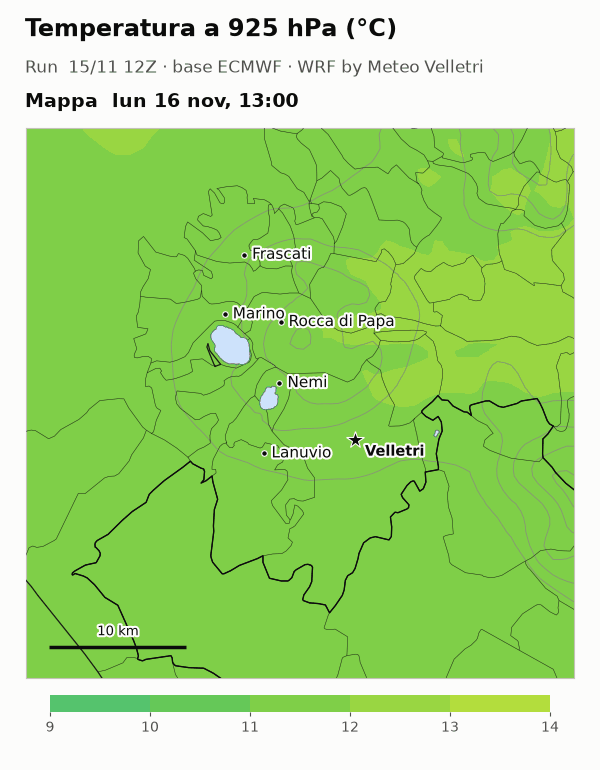 Temperatura a 925 hPa (°C)
Run  15/11 12Z · base ECMWF · WRF by Meteo Velletri
Mappa  lun 16 nov, 13:00
Frascati
Marino
Rocca di Papa
Nemi
Velletri
Lanuvio
10 km
9 10 11 12 13 14